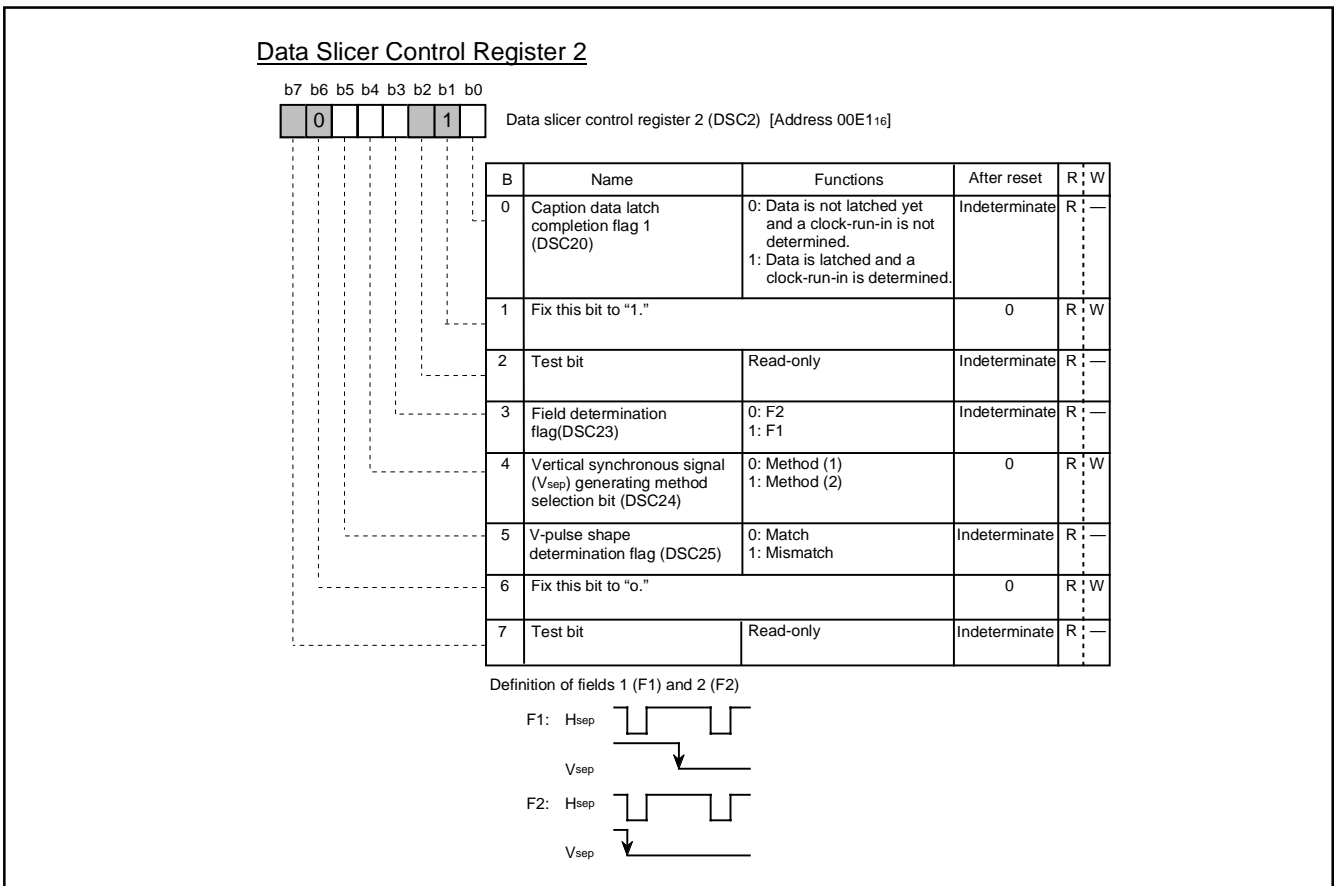 Data Slicer Control Register 2
b7 b6 b5 b4 b3 b2 b1 b0
0 1
Data slicer control register 2 (DSC2) [Address 00E116]
B Name Functions After reset R W
0 Caption data latch completion flag 1 (DSC20) 0: Data is not latched yet and a clock-run-in is not determined. 1: Data is latched and a clock-run-in is determined. Indeterminate R —
1 Fix this bit to “1.” 0 R W
2 Test bit Read-only Indeterminate R —
3 Field determination flag(DSC23) 0: F2 1: F1 Indeterminate R —
4 Vertical synchronous signal (Vsep) generating method selection bit (DSC24) 0: Method (1) 1: Method (2) 0 R W
5 V-pulse shape determination flag (DSC25) 0: Match 1: Mismatch Indeterminate R —
6 Fix this bit to “o.” 0 R W
7 Test bit Read-only Indeterminate R —
Definition of fields 1 (F1) and 2 (F2)
F1: Hsep
Vsep
F2: Hsep
Vsep